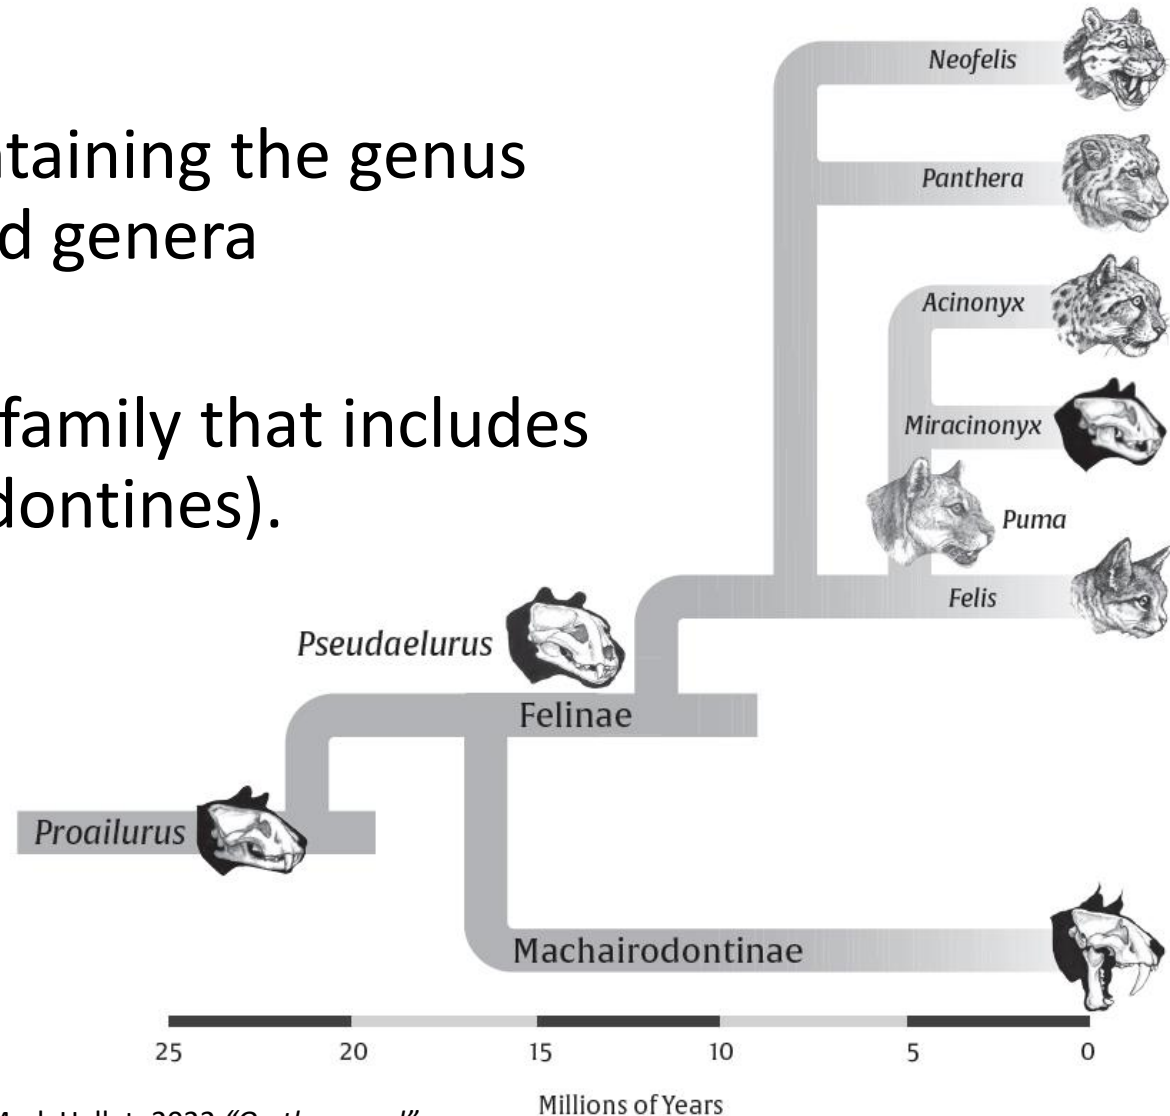 ntaining the genus
d genera
family that includes
dontines).
Neofelis
Panthera
Acinonyx
Miracinonyx
Puma
Felis
Pseudaelurus
Felinae
Proailurus
Machairodontinae
25 20 15 10 5 0
Millions of Years